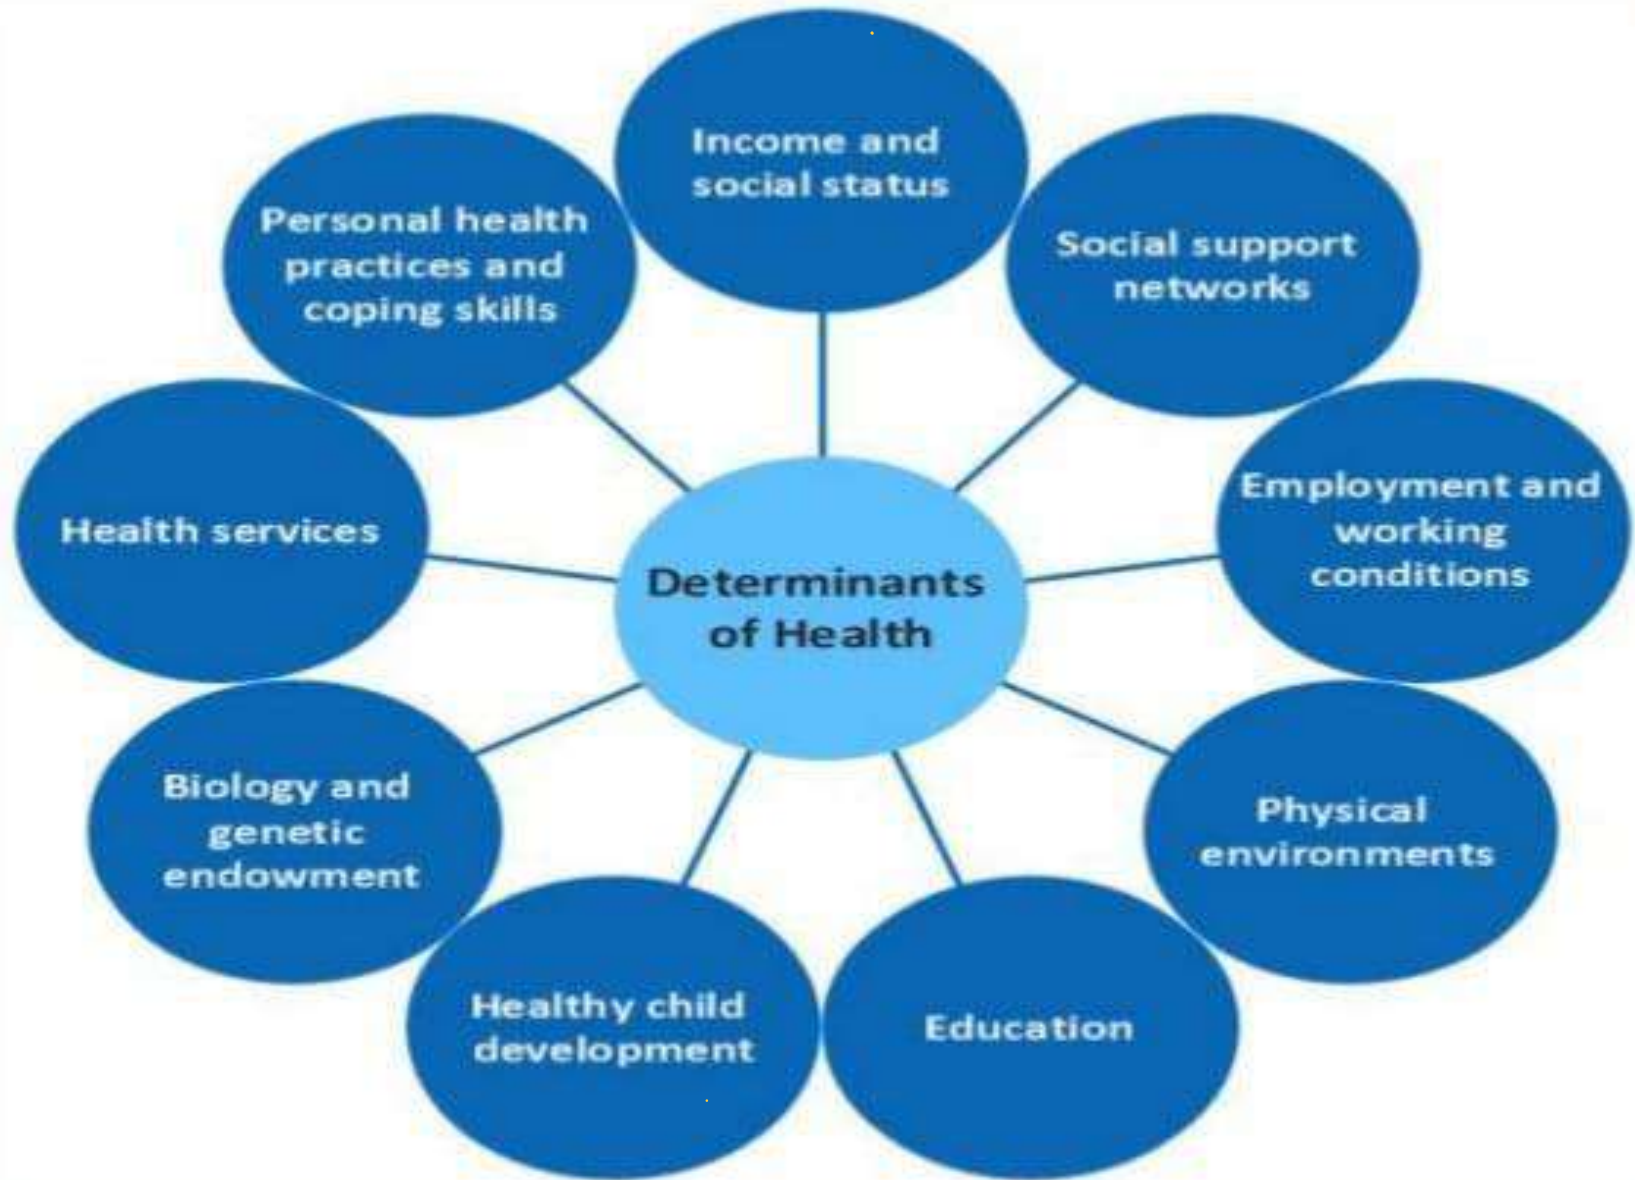 Income and
social status
Social support
networks
Employment and
working
conditions
Physical
environments
Education
Healthy child
development
Biology and
genetic
endowment
Health services
Personal health
practices and
coping skills
Determinants
of Health